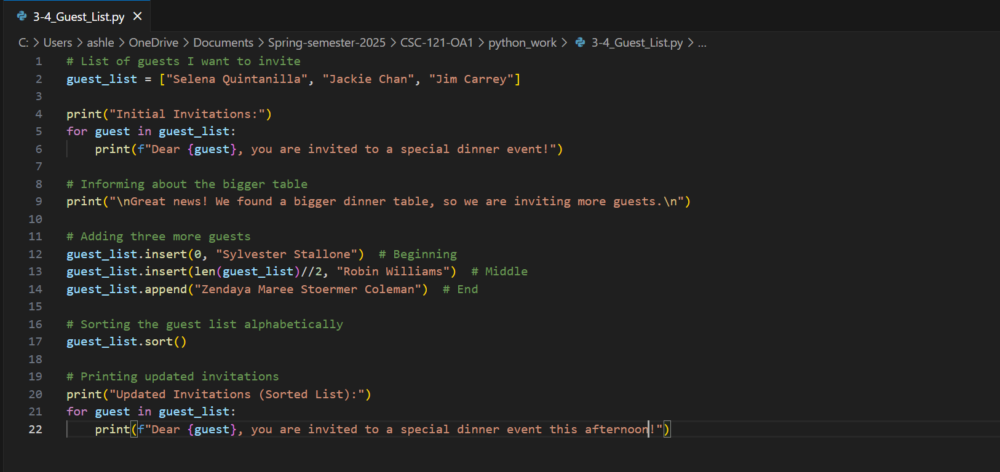 3-4_Guest_List.py
C: > Users > ashle > OneDrive > Documents > Spring-semester-2025 > CSC-121-OA1 > python_work > 3-4_Guest_List.py > ...
1 # List of guests I want to invite
2 guest_list = ["Selena Quintanilla", "Jackie Chan", "Jim Carrey"]
3
4 print("Initial Invitations:")
5 for guest in guest_list:
6     print(f"Dear {guest}, you are invited to a special dinner event!")
7
8 # Informing about the bigger table
9 print("\nGreat news! We found a bigger dinner table, so we are inviting more guests.\n")
10
11 # Adding three more guests
12 guest_list.insert(0, "Sylvester Stallone")  # Beginning
13 guest_list.insert(len(guest_list)//2, "Robin Williams")  # Middle
14 guest_list.append("Zendaya Maree Stoermer Coleman")  # End
15
16 # Sorting the guest list alphabetically
17 guest_list.sort()
18
19 # Printing updated invitations
20 print("Updated Invitations (Sorted List):")
21 for guest in guest_list:
22     print(f"Dear {guest}, you are invited to a special dinner event this afternoon!")